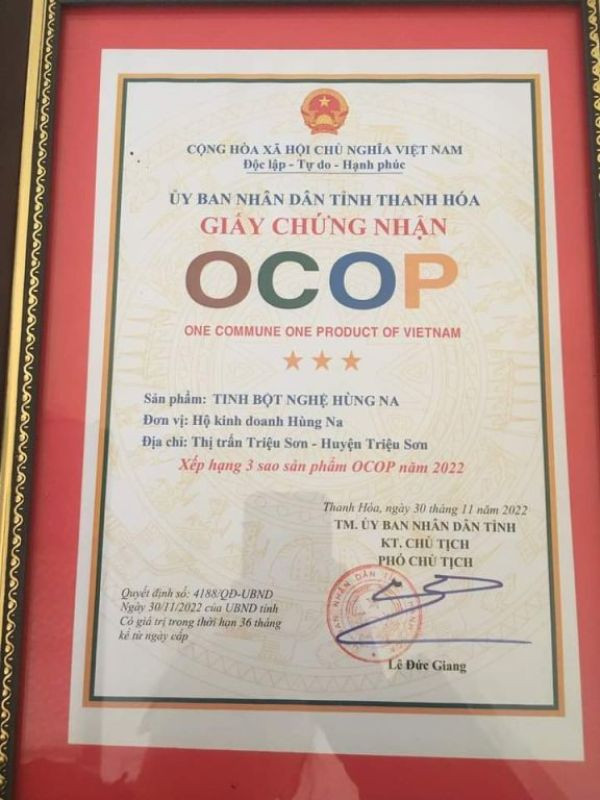 CỘNG HÒA XÃ HỘI CHỦ NGHĨA VIỆT NAM
Độc lập - Tự do - Hạnh phúc
ỦY BAN NHÂN DÂN TỈNH THANH HÓA
GIẤY CHỨNG NHẬN
OCOP
ONE COMMUNE ONE PRODUCT OF VIETNAM
Sản phẩm: TINH BỘT NGHỆ HÙNG NA
Đơn vị: Hộ kinh doanh Hùng Na
Địa chỉ: Thị trấn Triệu Sơn - Huyện Triệu Sơn
Xếp hạng 3 sao sản phẩm OCOP năm 2022
Thanh Hóa, ngày 30 tháng 11 năm 2022
TM. ỦY BAN NHÂN DÂN TỈNH
KT. CHỦ TỊCH
PHÓ CHỦ TỊCH
Quyết định số: 4188/QĐ-UBND
Ngày 30/11/2022 của UBND tỉnh
Có giá trị trong thời hạn 36 tháng
kể từ ngày cấp
Lê Đức Giang